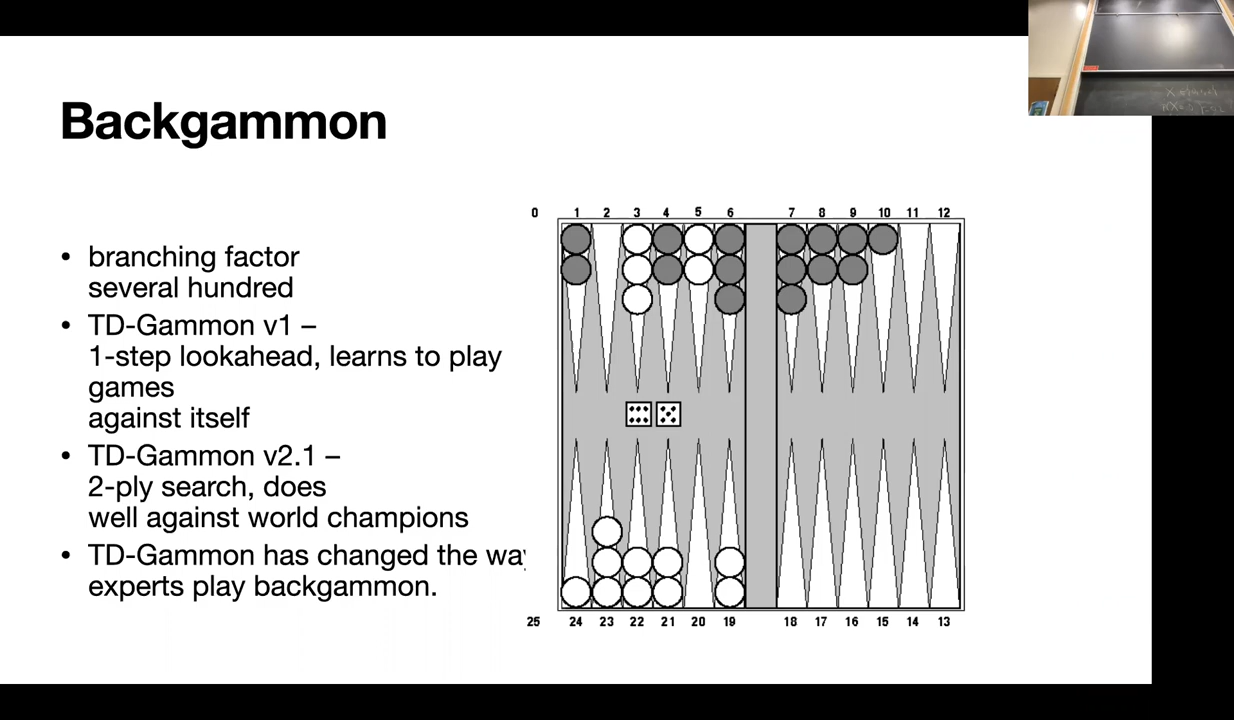 Backgammon
• branching factor
several hundred
• TD-Gammon v1 –
1-step lookahead, learns to play
games
against itself
• TD-Gammon v2.1 –
2-ply search, does
well against world champions
• TD-Gammon has changed the way
experts play backgammon.
0 1 2 3 4 5 6 7 8 9 10 11 12
25 24 23 22 21 20 19 18 17 16 15 14 13